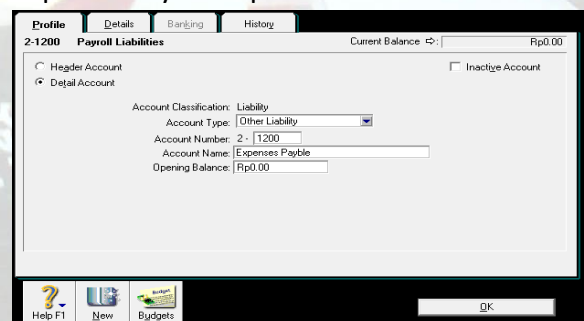 Profile Details Banking History
2-1200 Payroll Liabilities Current Balance ⇨: Rp0.00
Header Account Inactive Account
Detail Account
Account Classification: Liability
Account Type: Other Liability
Account Number: 2 - 1200
Account Name: Expenses Payble
Opening Balance: Rp0.00
Help F1 New Budgets OK